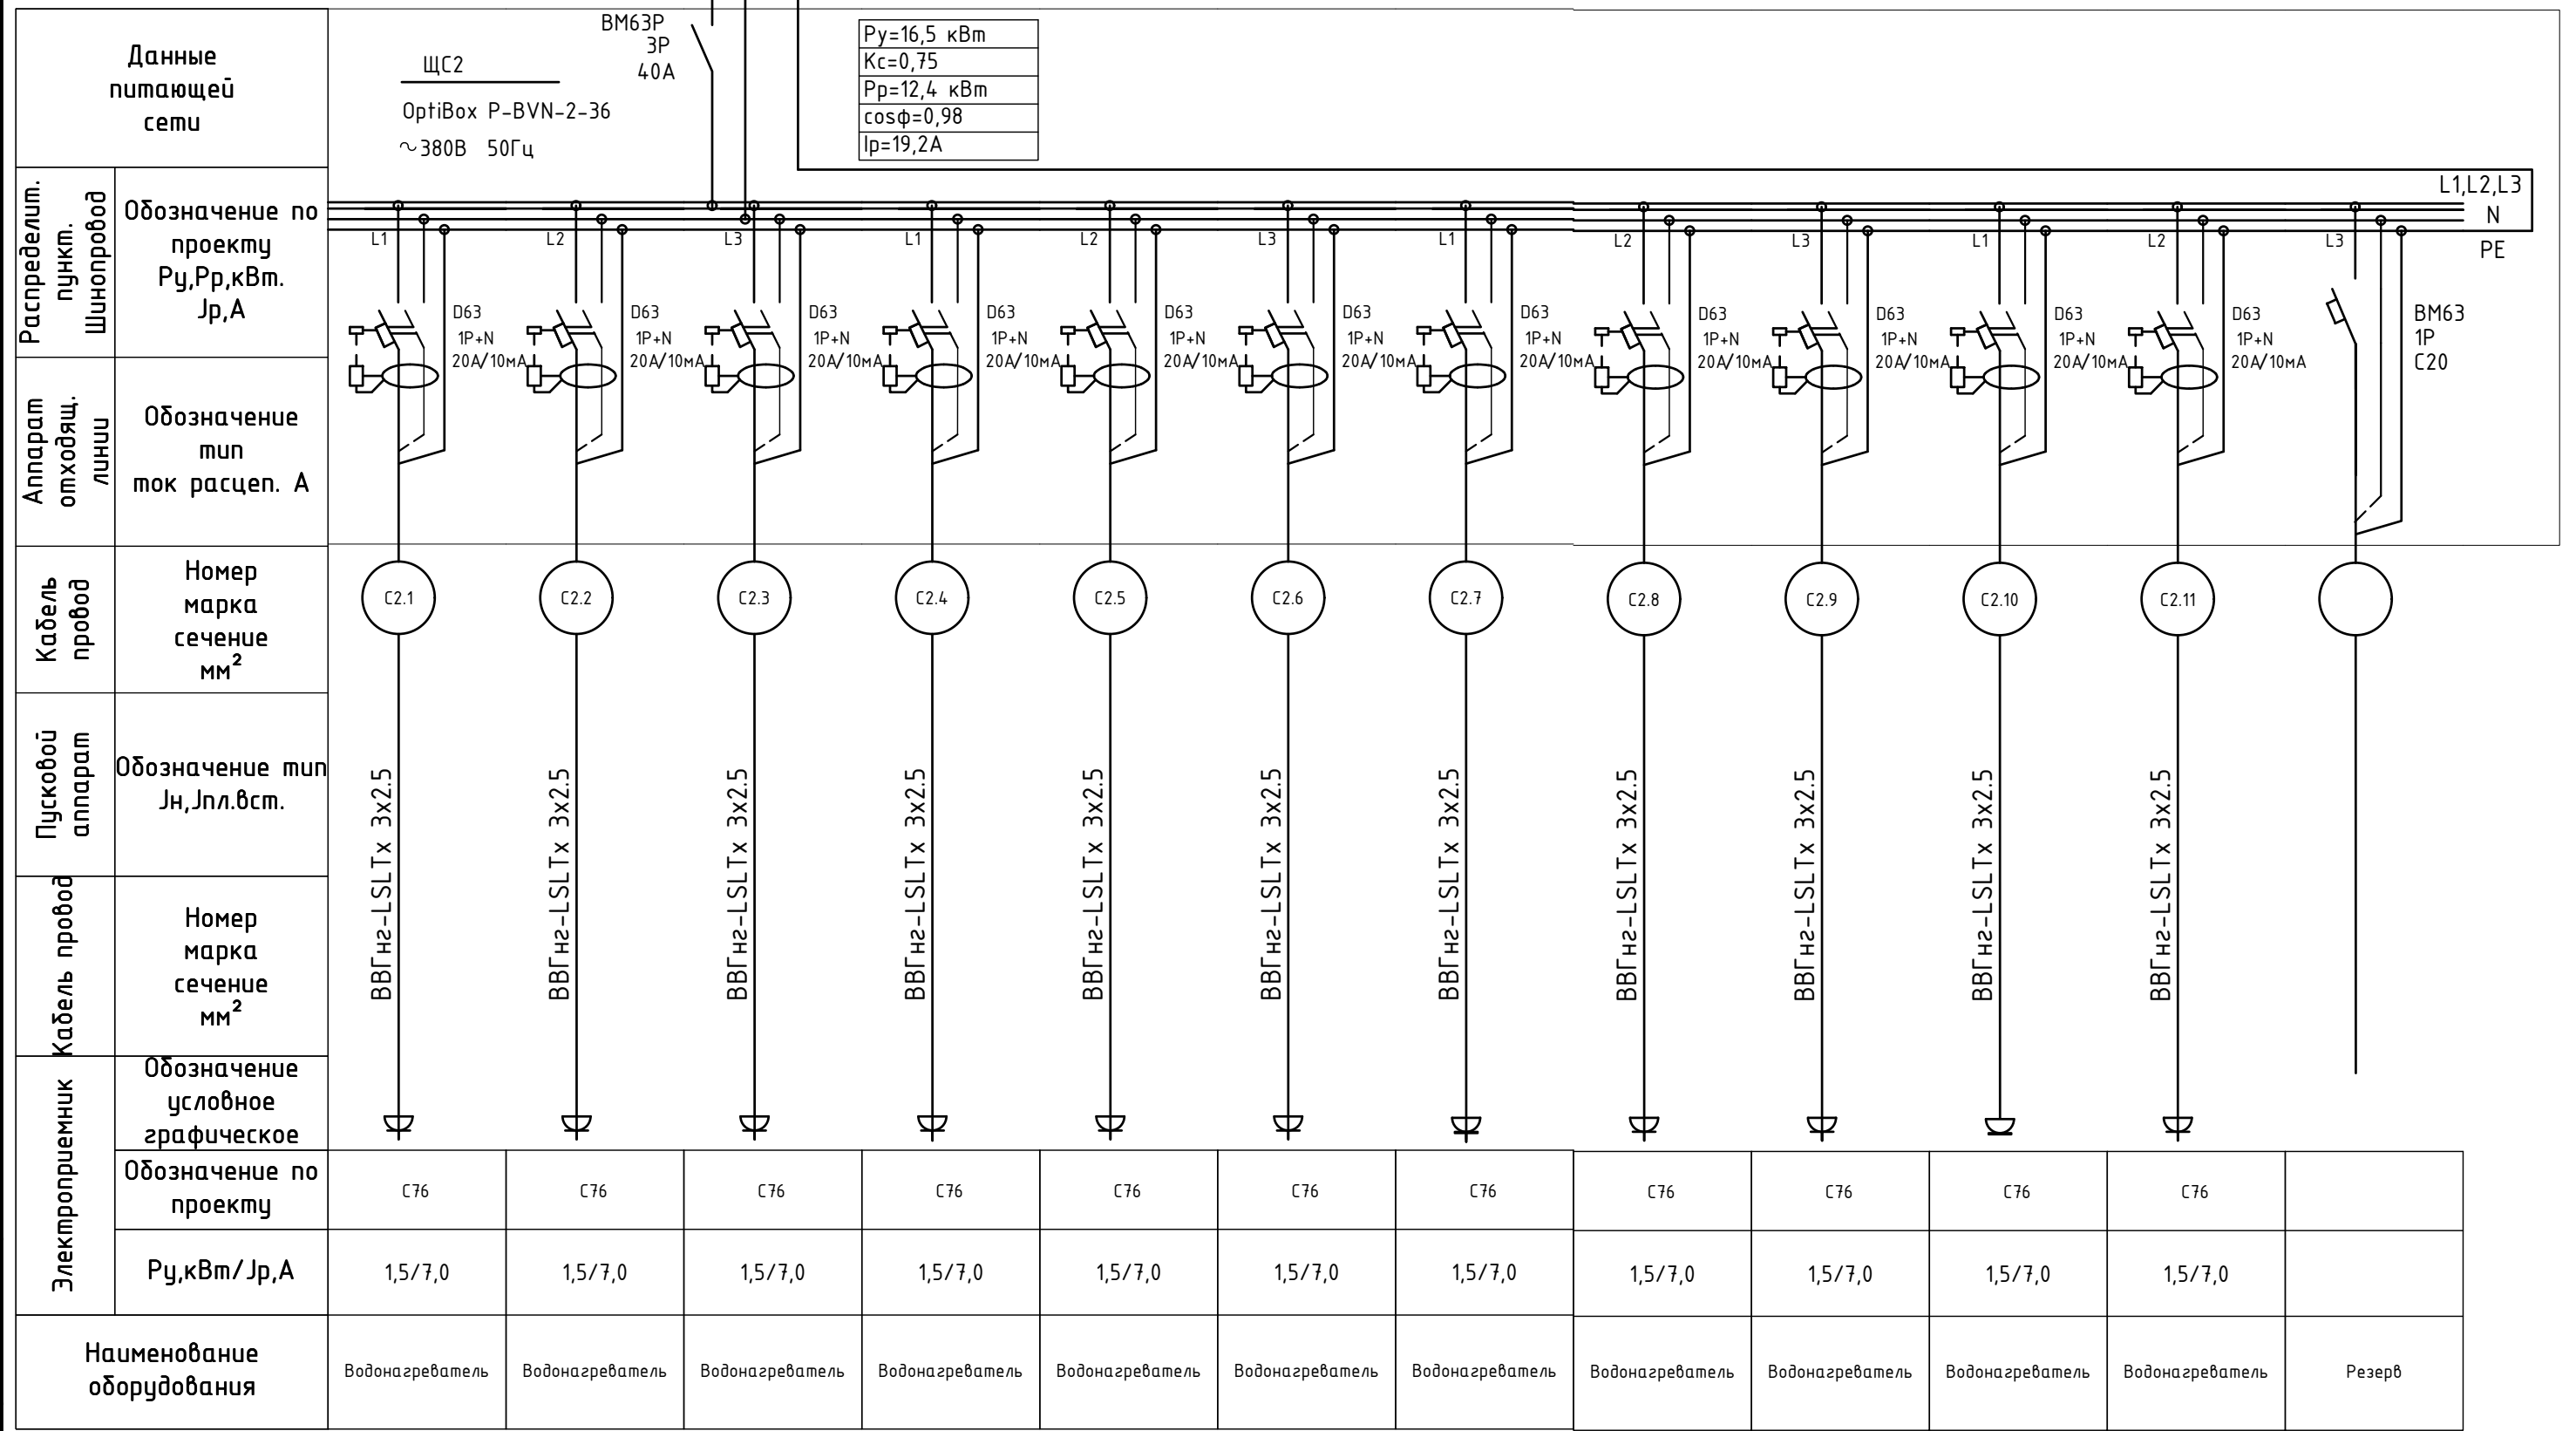 Данные
питающей
сети
ЩС2
OptiBox P-BVN-2-36
~380В 50Гц
ВМ63Р
3Р
40А
Ру=16,5 кВт
Кс=0,75
Рр=12,4 кВт
cosφ=0,98
Iр=19,2А
Распределит.
пункт.
Шинопровод
Обозначение по
проекту
Ру,Рр,кВт.
Jр,А
L1,L2,L3
N
PE
L1 L2 L3 L1 L2 L3 L1 L2 L3 L1 L2 L3
D63 D63 D63 D63 D63 D63 D63 D63 D63 D63 D63
1P+N 1P+N 1P+N 1P+N 1P+N 1P+N 1P+N 1P+N 1P+N 1P+N 1P+N
20А/10мА 20А/10мА 20А/10мА 20А/10мА 20А/10мА 20А/10мА 20А/10мА 20А/10мА 20А/10мА 20А/10мА 20А/10мА
ВМ63
1Р
С20
Аппарат
отходящ.
линии
Обозначение
тип
ток расцеп. А
Кабель
провод
Номер
марка
сечение
мм²
С2.1 С2.2 С2.3 С2.4 С2.5 С2.6 С2.7 С2.8 С2.9 С2.10 С2.11
Пусковой
аппарат
Обозначение тип
Jн,Jпл.вст.
ВВГнг-LSLTx 3x2.5
ВВГнг-LSLTx 3x2.5
ВВГнг-LSLTx 3x2.5
ВВГнг-LSLTx 3x2.5
ВВГнг-LSLTx 3x2.5
ВВГнг-LSLTx 3x2.5
ВВГнг-LSLTx 3x2.5
ВВГнг-LSLTx 3x2.5
ВВГнг-LSLTx 3x2.5
ВВГнг-LSLTx 3x2.5
ВВГнг-LSLTx 3x2.5
Кабель провод
Номер
марка
сечение
мм²
Электроприемник
Обозначение
условное
графическое
Обозначение по
проекту
С76 С76 С76 С76 С76 С76 С76 С76 С76 С76 С76
Ру,кВт/Jр,А
1,5/7,0 1,5/7,0 1,5/7,0 1,5/7,0 1,5/7,0 1,5/7,0 1,5/7,0 1,5/7,0 1,5/7,0 1,5/7,0 1,5/7,0
Наименование
оборудования
Водонагреватель Водонагреватель Водонагреватель Водонагреватель Водонагреватель Водонагреватель Водонагреватель Водонагреватель Водонагреватель Водонагреватель Водонагреватель Резерв